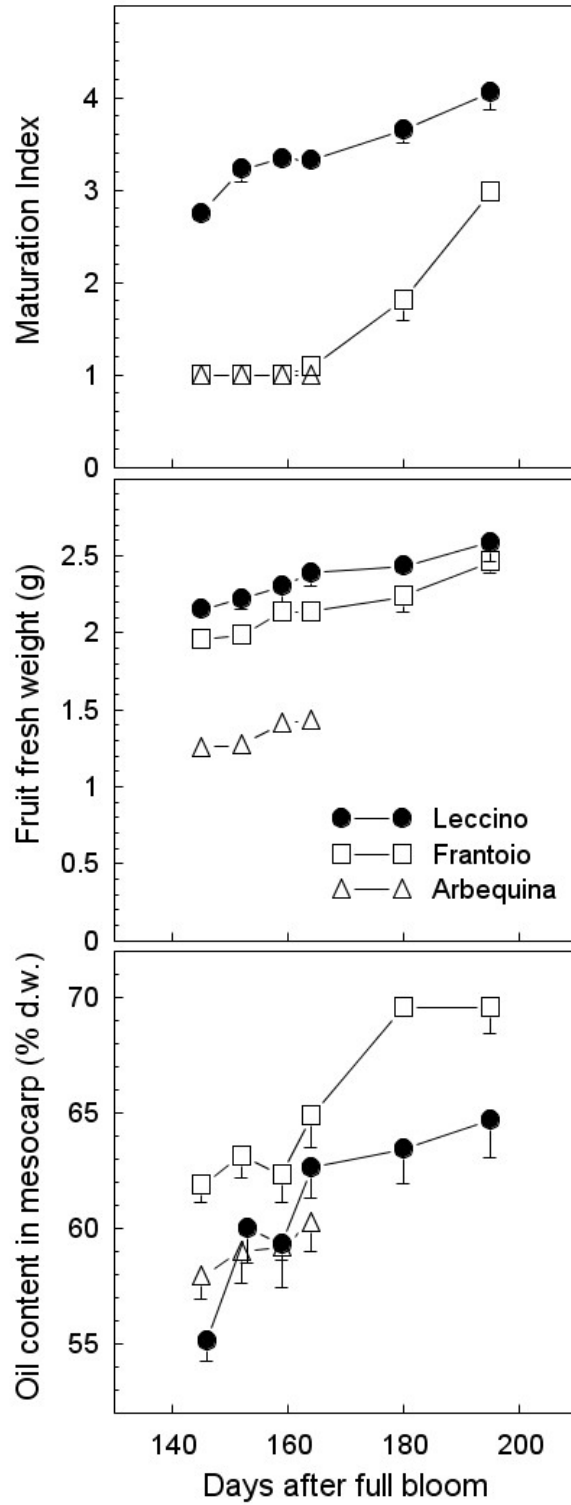 Maturation Index
4
3
2
1
0
Fruit fresh weight (g)
2.5
2
1.5
1
0.5
0
Leccino
Frantoio
Arbequina
Oil content in mesocarp (% d.w.)
70
65
60
55
140 160 180 200
Days after full bloom